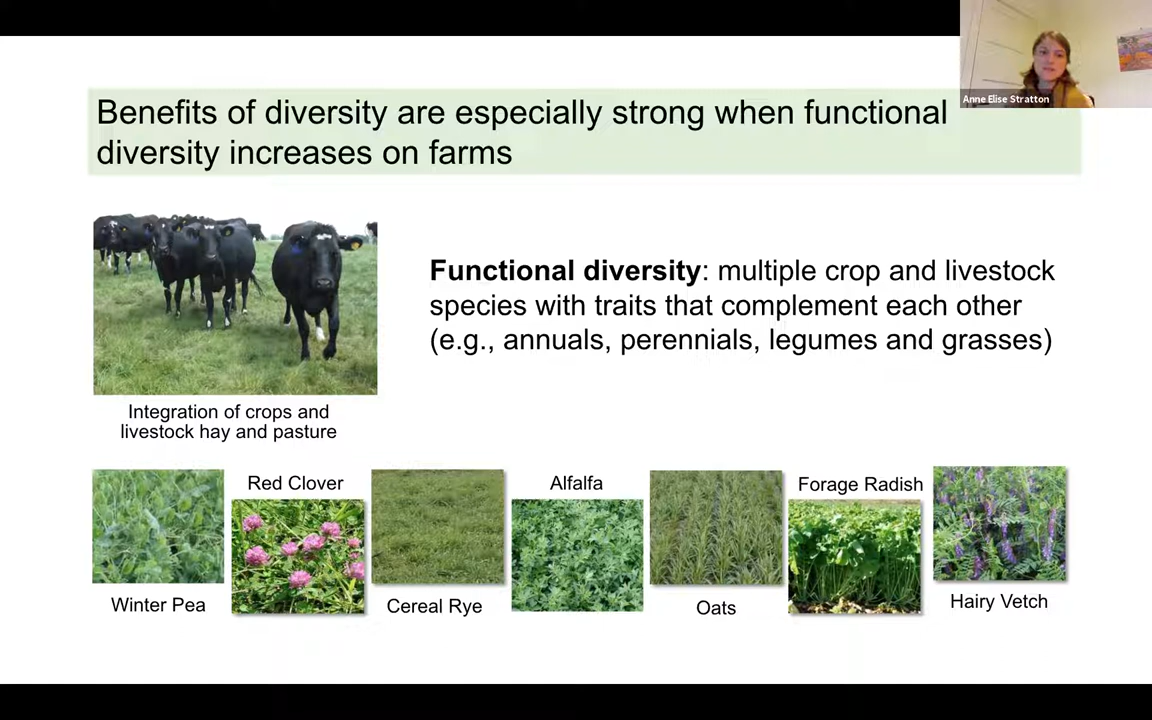 Benefits of diversity are especially strong when functional
diversity increases on farms
Anne Elise Stratton
Functional diversity: multiple crop and livestock
species with traits that complement each other
(e.g., annuals, perennials, legumes and grasses)
Integration of crops and
livestock hay and pasture
Winter Pea
Red Clover
Cereal Rye
Alfalfa
Oats
Forage Radish
Hairy Vetch